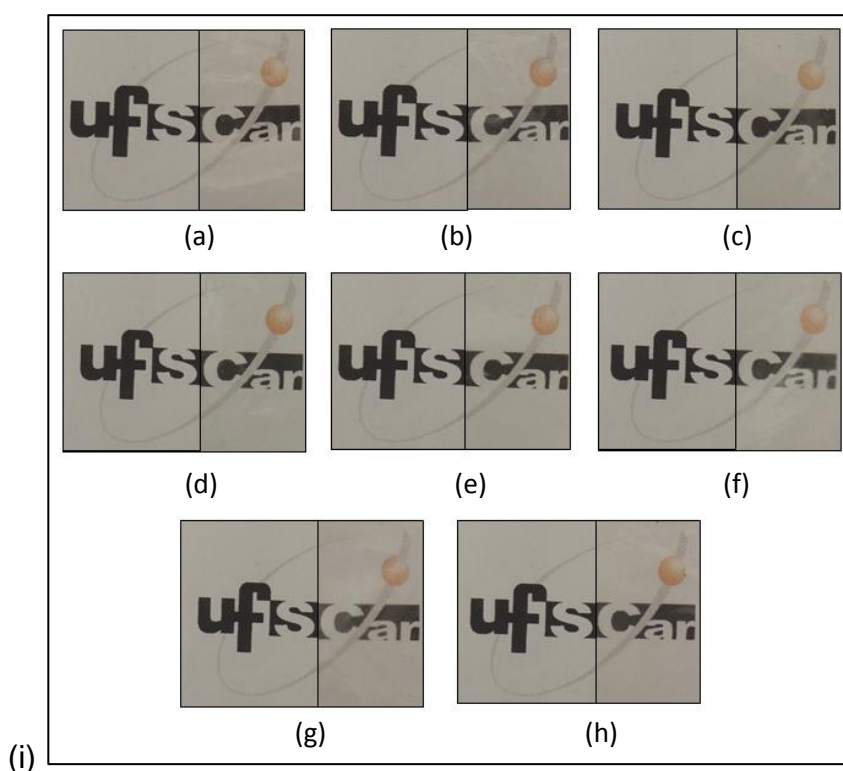 ufscar ufscar ufscar
(a) (b) (c)
ufscar ufscar ufscar
(d) (e) (f)
ufscar ufscar
(g) (h)
(i)